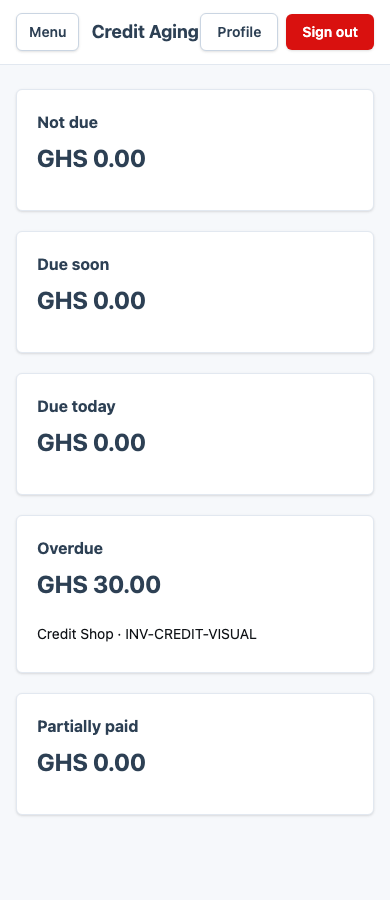 Menu
Credit Aging
Profile
Sign out
Not due
GHS 0.00
Due soon
GHS 0.00
Due today
GHS 0.00
Overdue
GHS 30.00
Credit Shop · INV-CREDIT-VISUAL
Partially paid
GHS 0.00